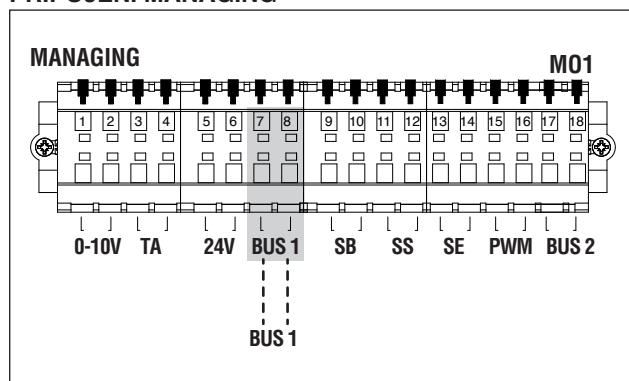 MANAGING
M01
1 2 3 4 5 6 7 8 9 10 11 12 13 14 15 16 17 18
0-10V TA 24V BUS 1 SB SS SE PWM BUS 2
BUS 1